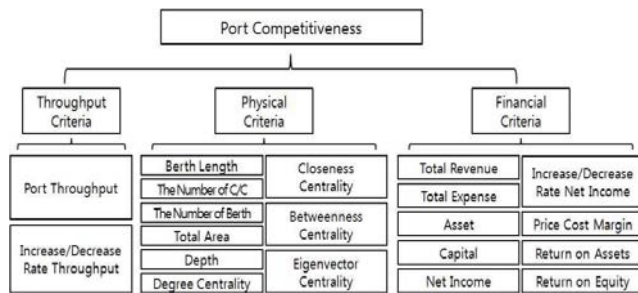 Port Competitiveness
Throughput
Criteria
Physical
Criteria
Financial
Criteria
Port Throughput
Increase/Decrease
Rate Throughput
Berth Length
The Number of C/C
The Number of Berth
Total Area
Depth
Degree Centrality
Closeness
Centrality
Betweenness
Centrality
Eigenvector
Centrality
Total Revenue
Total Expense
Asset
Capital
Net Income
Increase/Decrease
Rate Net Income
Price Cost Margin
Return on Assets
Return on Equity